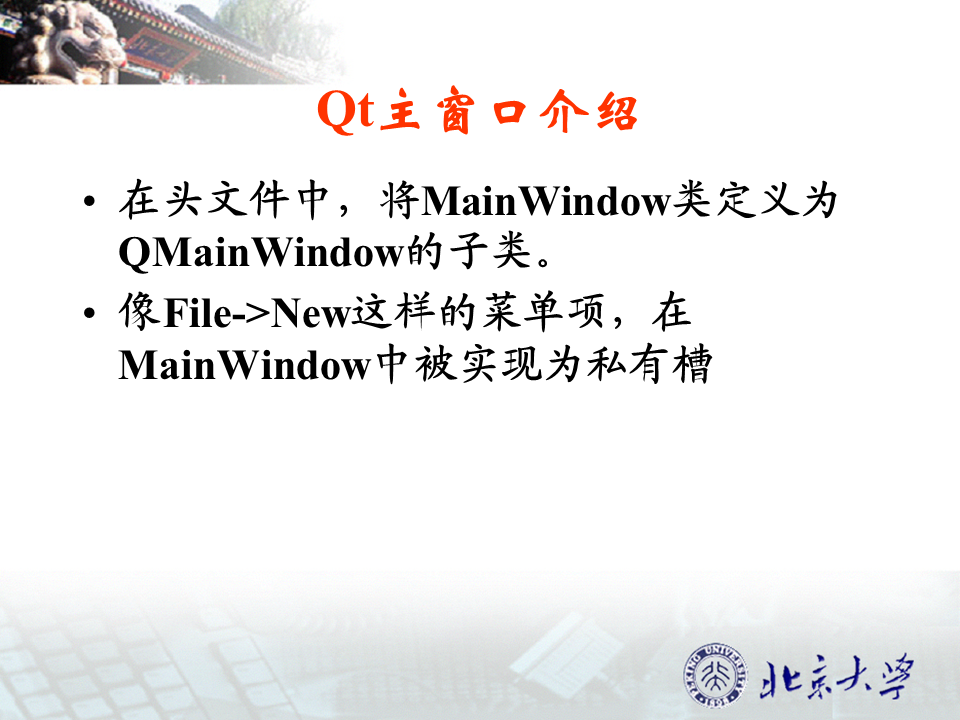 Qt主窗口介绍
• 在头文件中，将MainWindow类定义为
QMainWindow的子类。
• 像File->New这样的菜单项，在
MainWindow中被实现为私有槽
PEKING UNIVERSITY
1898
北京大学